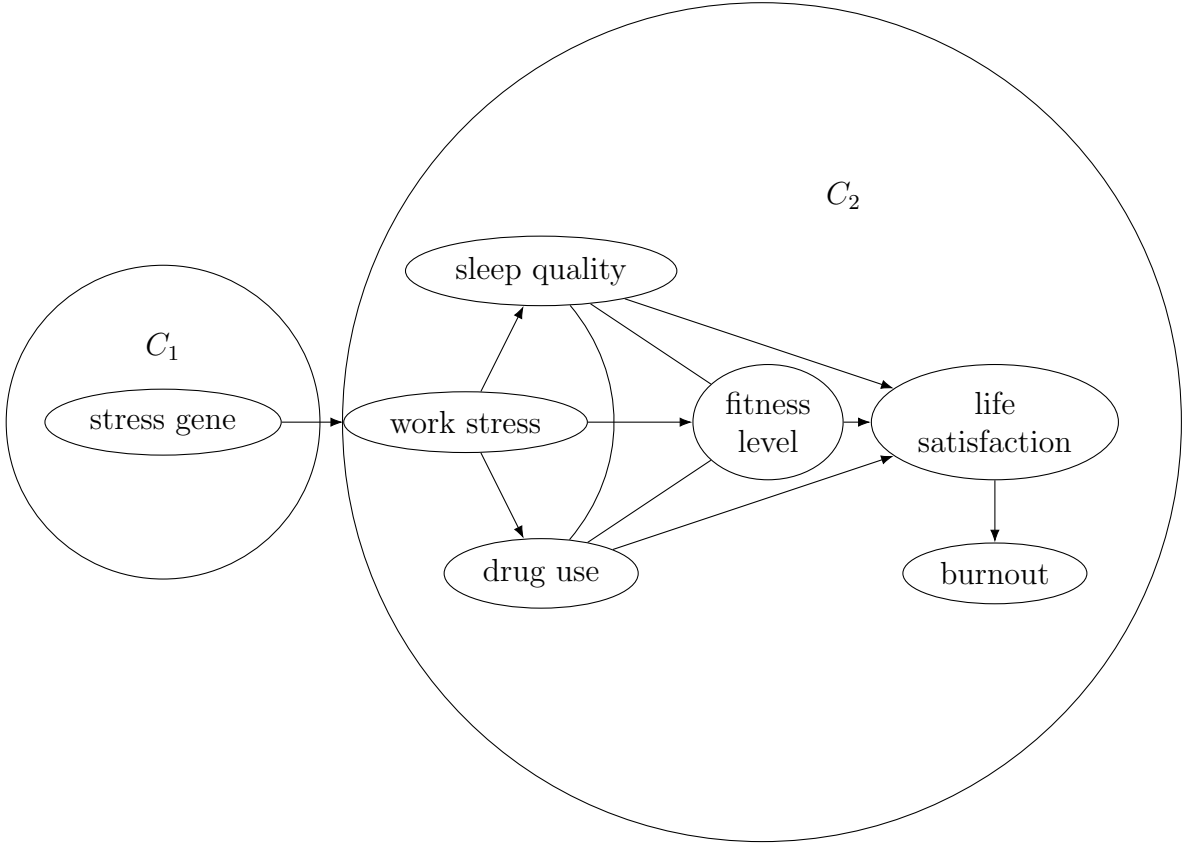 C₁
stress gene
C₂
sleep quality
work stress
drug use
fitness
level
life
satisfaction
burnout